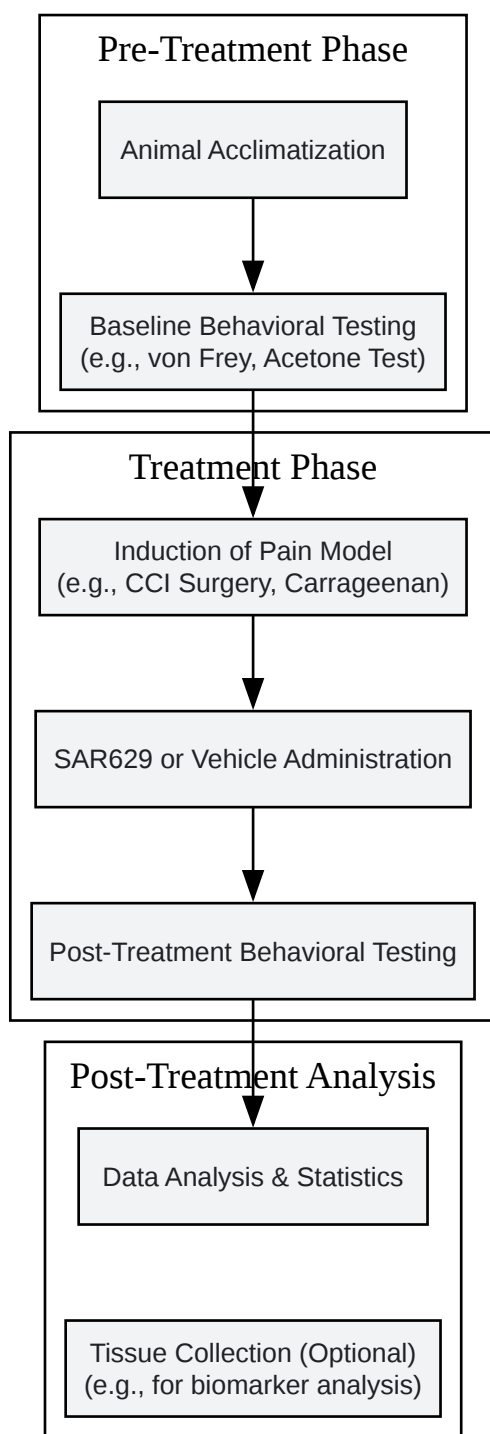 Pre-Treatment Phase
Animal Acclimatization
Baseline Behavioral Testing
(e.g., von Frey, Acetone Test)
Treatment Phase
Induction of Pain Model
(e.g., CCI Surgery, Carrageenan)
SAR629 or Vehicle Administration
Post-Treatment Behavioral Testing
Post-Treatment Analysis
Data Analysis & Statistics
Tissue Collection (Optional)
(e.g., for biomarker analysis)